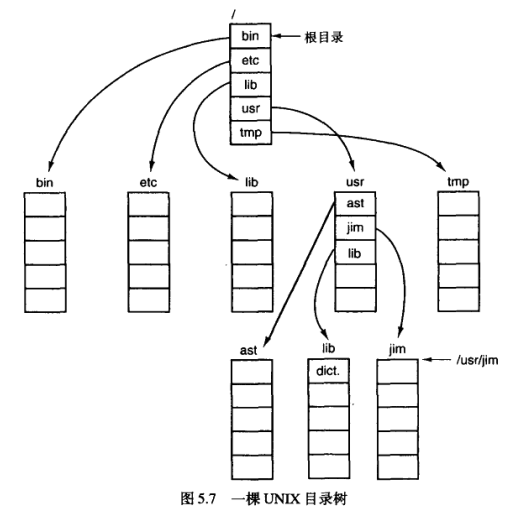 /
bin
根目录
etc
lib
usr
tmp
bin
etc
lib
usr
tmp
ast
jim
lib
ast
lib
jim
dict.
/usr/jim
图 5.7 一棵 UNIX 目录树